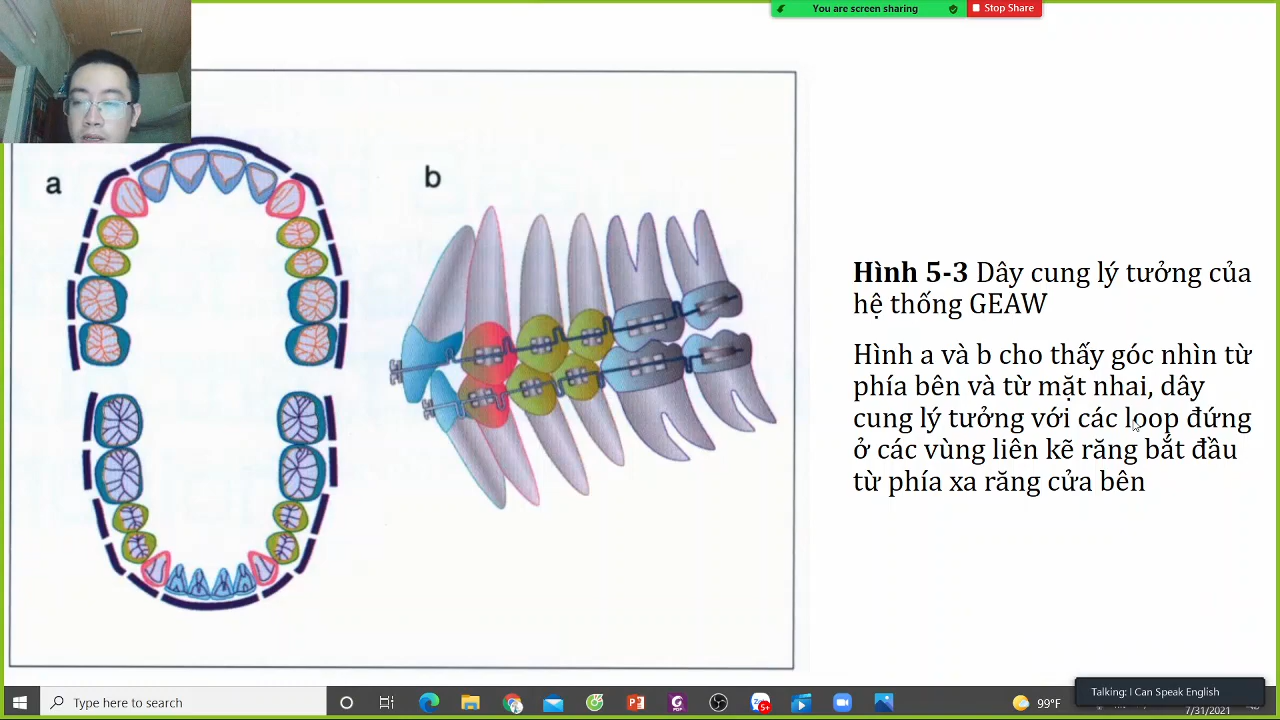 You are screen sharing
Stop Share
a
b
Hình 5-3 Dây cung lý tưởng của
hệ thống GEAW
Hình a và b cho thấy góc nhìn từ
phía bên và từ mặt nhai, dây
cung lý tưởng với các loop đứng
ở các vùng liên kẽ răng bắt đầu
từ phía xa răng cửa bên
Type here to search
99°F
Talking: I Can Speak English
7/31/2021